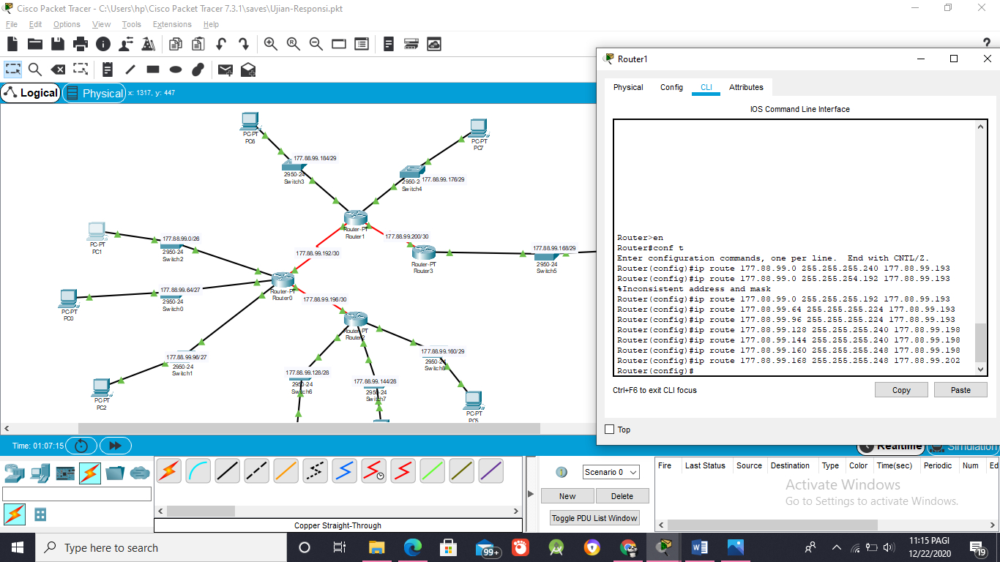 Cisco Packet Tracer - C:\Users\hp\Cisco Packet Tracer 7.3.1\saves\Ujian-Responsi.pkt
File Edit Options View Tools Extensions Help
Logical Physical x: 1317, y: 447
PC-PT
PC6
177.88.99.184/29
2950-24
Switch3
PC-PT
PC7
2950-2
177.88.99.176/29
Switch4
Router-PT
Router1
177.88.99.200/30
Router-PT
Router3
177.88.99.168/29
2950-24
Switch5
PC-PT
PC1
177.88.99.0/26
2950-24
Switch2
177.88.99.192/30
Router-PT
Router0
177.88.99.64/27
2950-24
Switch0
PC-PT
PC0
177.88.99.196/30
Router-PT
Router2
177.88.99.96/27
2950-24
Switch1
PC-PT
PC2
177.88.99.128/28
2950-24
Switch6
177.88.99.144/28
2950-24
Switch7
177.88.99.160/29
2950-24
Switch8
PC-PT
PC5
Router1
Physical Config CLI Attributes
IOS Command Line Interface
Router>en
Router#conf t
Enter configuration commands, one per line. End with CNTL/Z.
Router(config)#ip route 177.88.99.0 255.255.255.240 177.88.99.193
Router(config)#ip route 177.88.99.0 255.255.254.192 177.88.99.193
%Inconsistent address and mask
Router(config)#ip route 177.88.99.0 255.255.255.192 177.88.99.193
Router(config)#ip route 177.88.99.64 255.255.255.224 177.88.99.193
Router(config)#ip route 177.88.99.96 255.255.255.224 177.88.99.193
Router(config)#ip route 177.88.99.128 255.255.255.240 177.88.99.198
Router(config)#ip route 177.88.99.144 255.255.255.240 177.88.99.198
Router(config)#ip route 177.88.99.160 255.255.255.248 177.88.99.198
Router(config)#ip route 177.88.99.168 255.255.255.248 177.88.99.202
Router(config)#
Ctrl+F6 to exit CLI focus
Copy Paste
Top
Time: 01:07:15
Realtime Simulation
Scenario 0
New Delete
Toggle PDU List Window
Fire Last Status Source Destination Type Color Time(sec) Periodic Num Ed
Activate Windows
Go to Settings to activate Windows.
Copper Straight-Through
Type here to search
99+
11:15 PAGI
12/22/2020
19